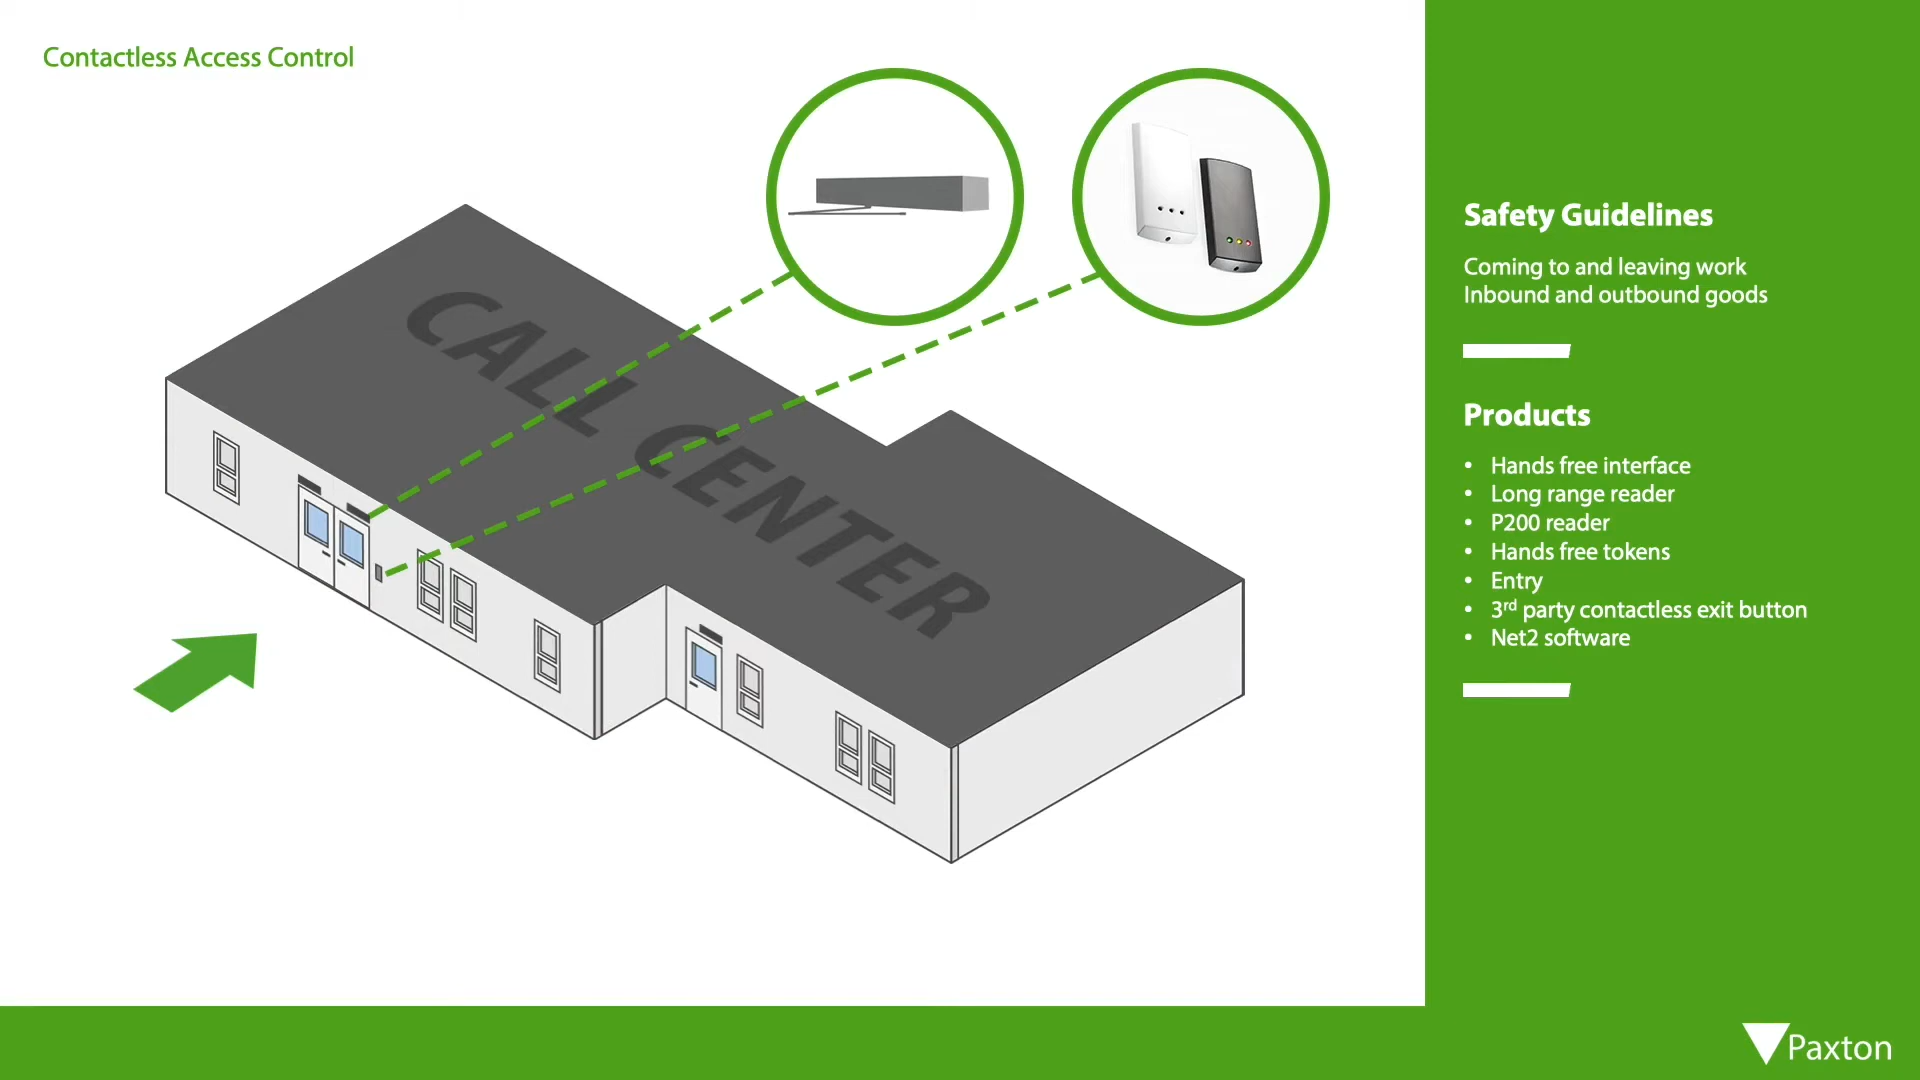 Contactless Access Control
CALL CENTER
Safety Guidelines
Coming to and leaving work
Inbound and outbound goods
Products
• Hands free interface
• Long range reader
• P200 reader
• Hands free tokens
• Entry
• 3rd party contactless exit button
• Net2 software
Paxton